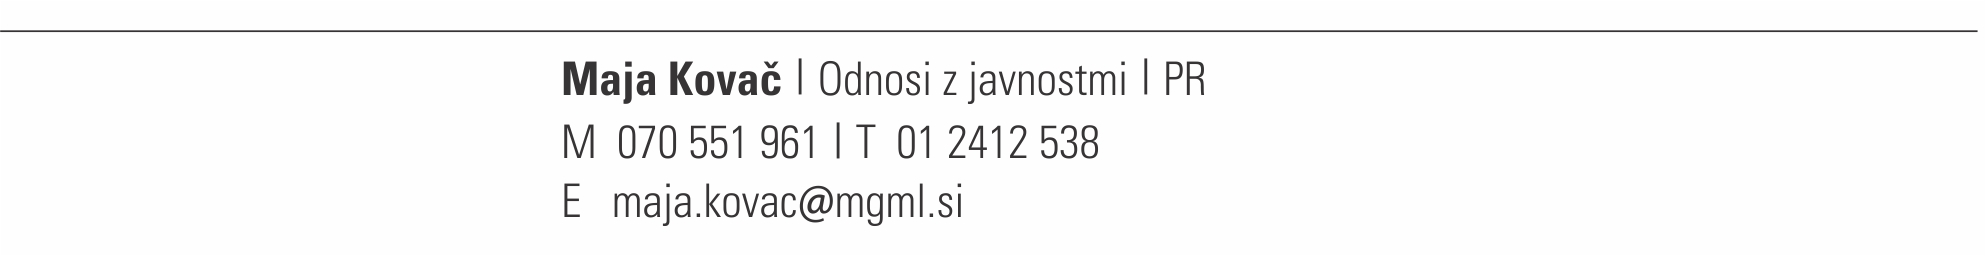 Maja Kovač | Odnosi z javnostmi | PR
M 070 551 961 | T 01 2412 538
E maja.kovac@mgml.si